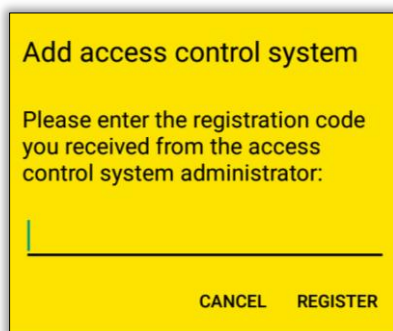 Add access control system
Please enter the registration code
you received from the access
control system administrator:
CANCEL REGISTER